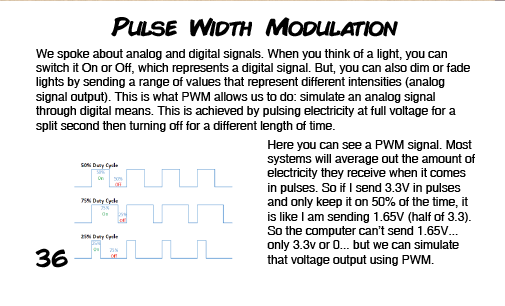 PULSE WIDTH MODULATION
We spoke about analog and digital signals. When you think of a light, you can
switch it On or Off, which represents a digital signal. But, you can also dim or fade
lights by sending a range of values that represent different intensities (analog
signal output). This is what PWM allows us to do: simulate an analog signal
through digital means. This is achieved by pulsing electricity at full voltage for a
split second then turning off for a different length of time.
Here you can see a PWM signal. Most
systems will average out the amount of
electricity they receive when it comes
in pulses. So if I send 3.3V in pulses
and only keep it on 50% of the time, it
is like I am sending 1.65V (half of 3.3).
So the computer can't send 1.65V...
only 3.3v or 0... but we can simulate
that voltage output using PWM.
50% Duty Cycle
50%
On
50%
Off
75% Duty Cycle
75%
On
25%
Off
25% Duty Cycle
25%
On
75%
Off
36